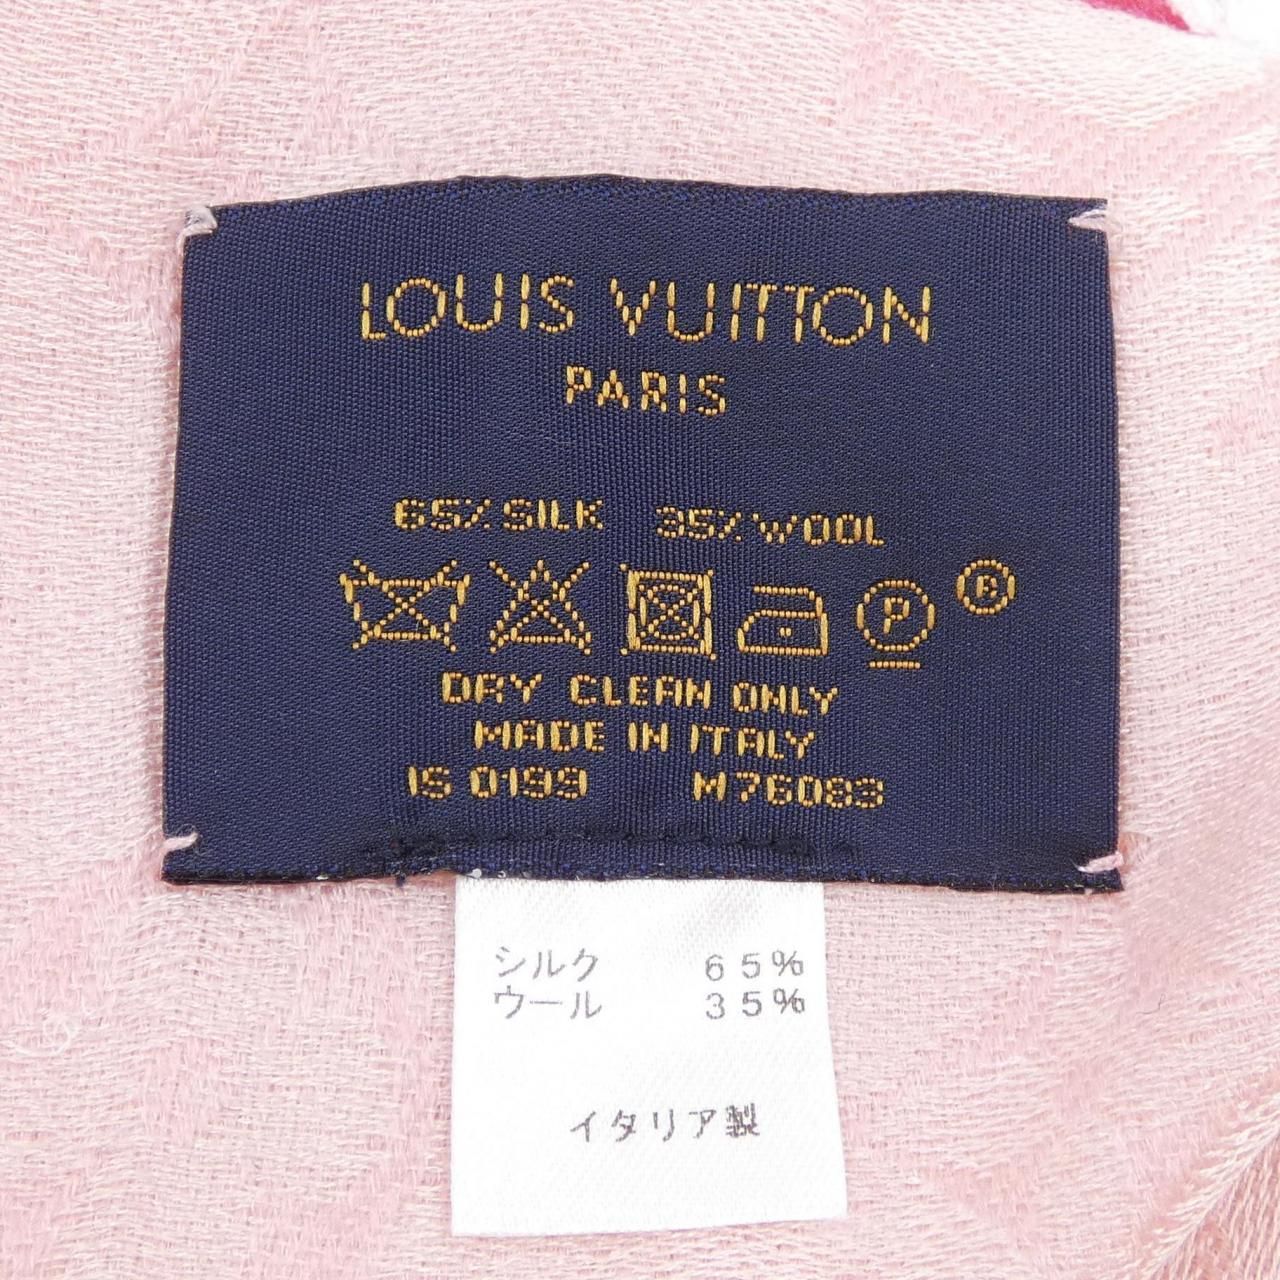 LOUIS VUITTON
PARIS
65% SILK 35% WOOL
P ®
DRY CLEAN ONLY
MADE IN ITALY
IS 0199 M76083
シルク 65%
ウール 35%
イタリア製